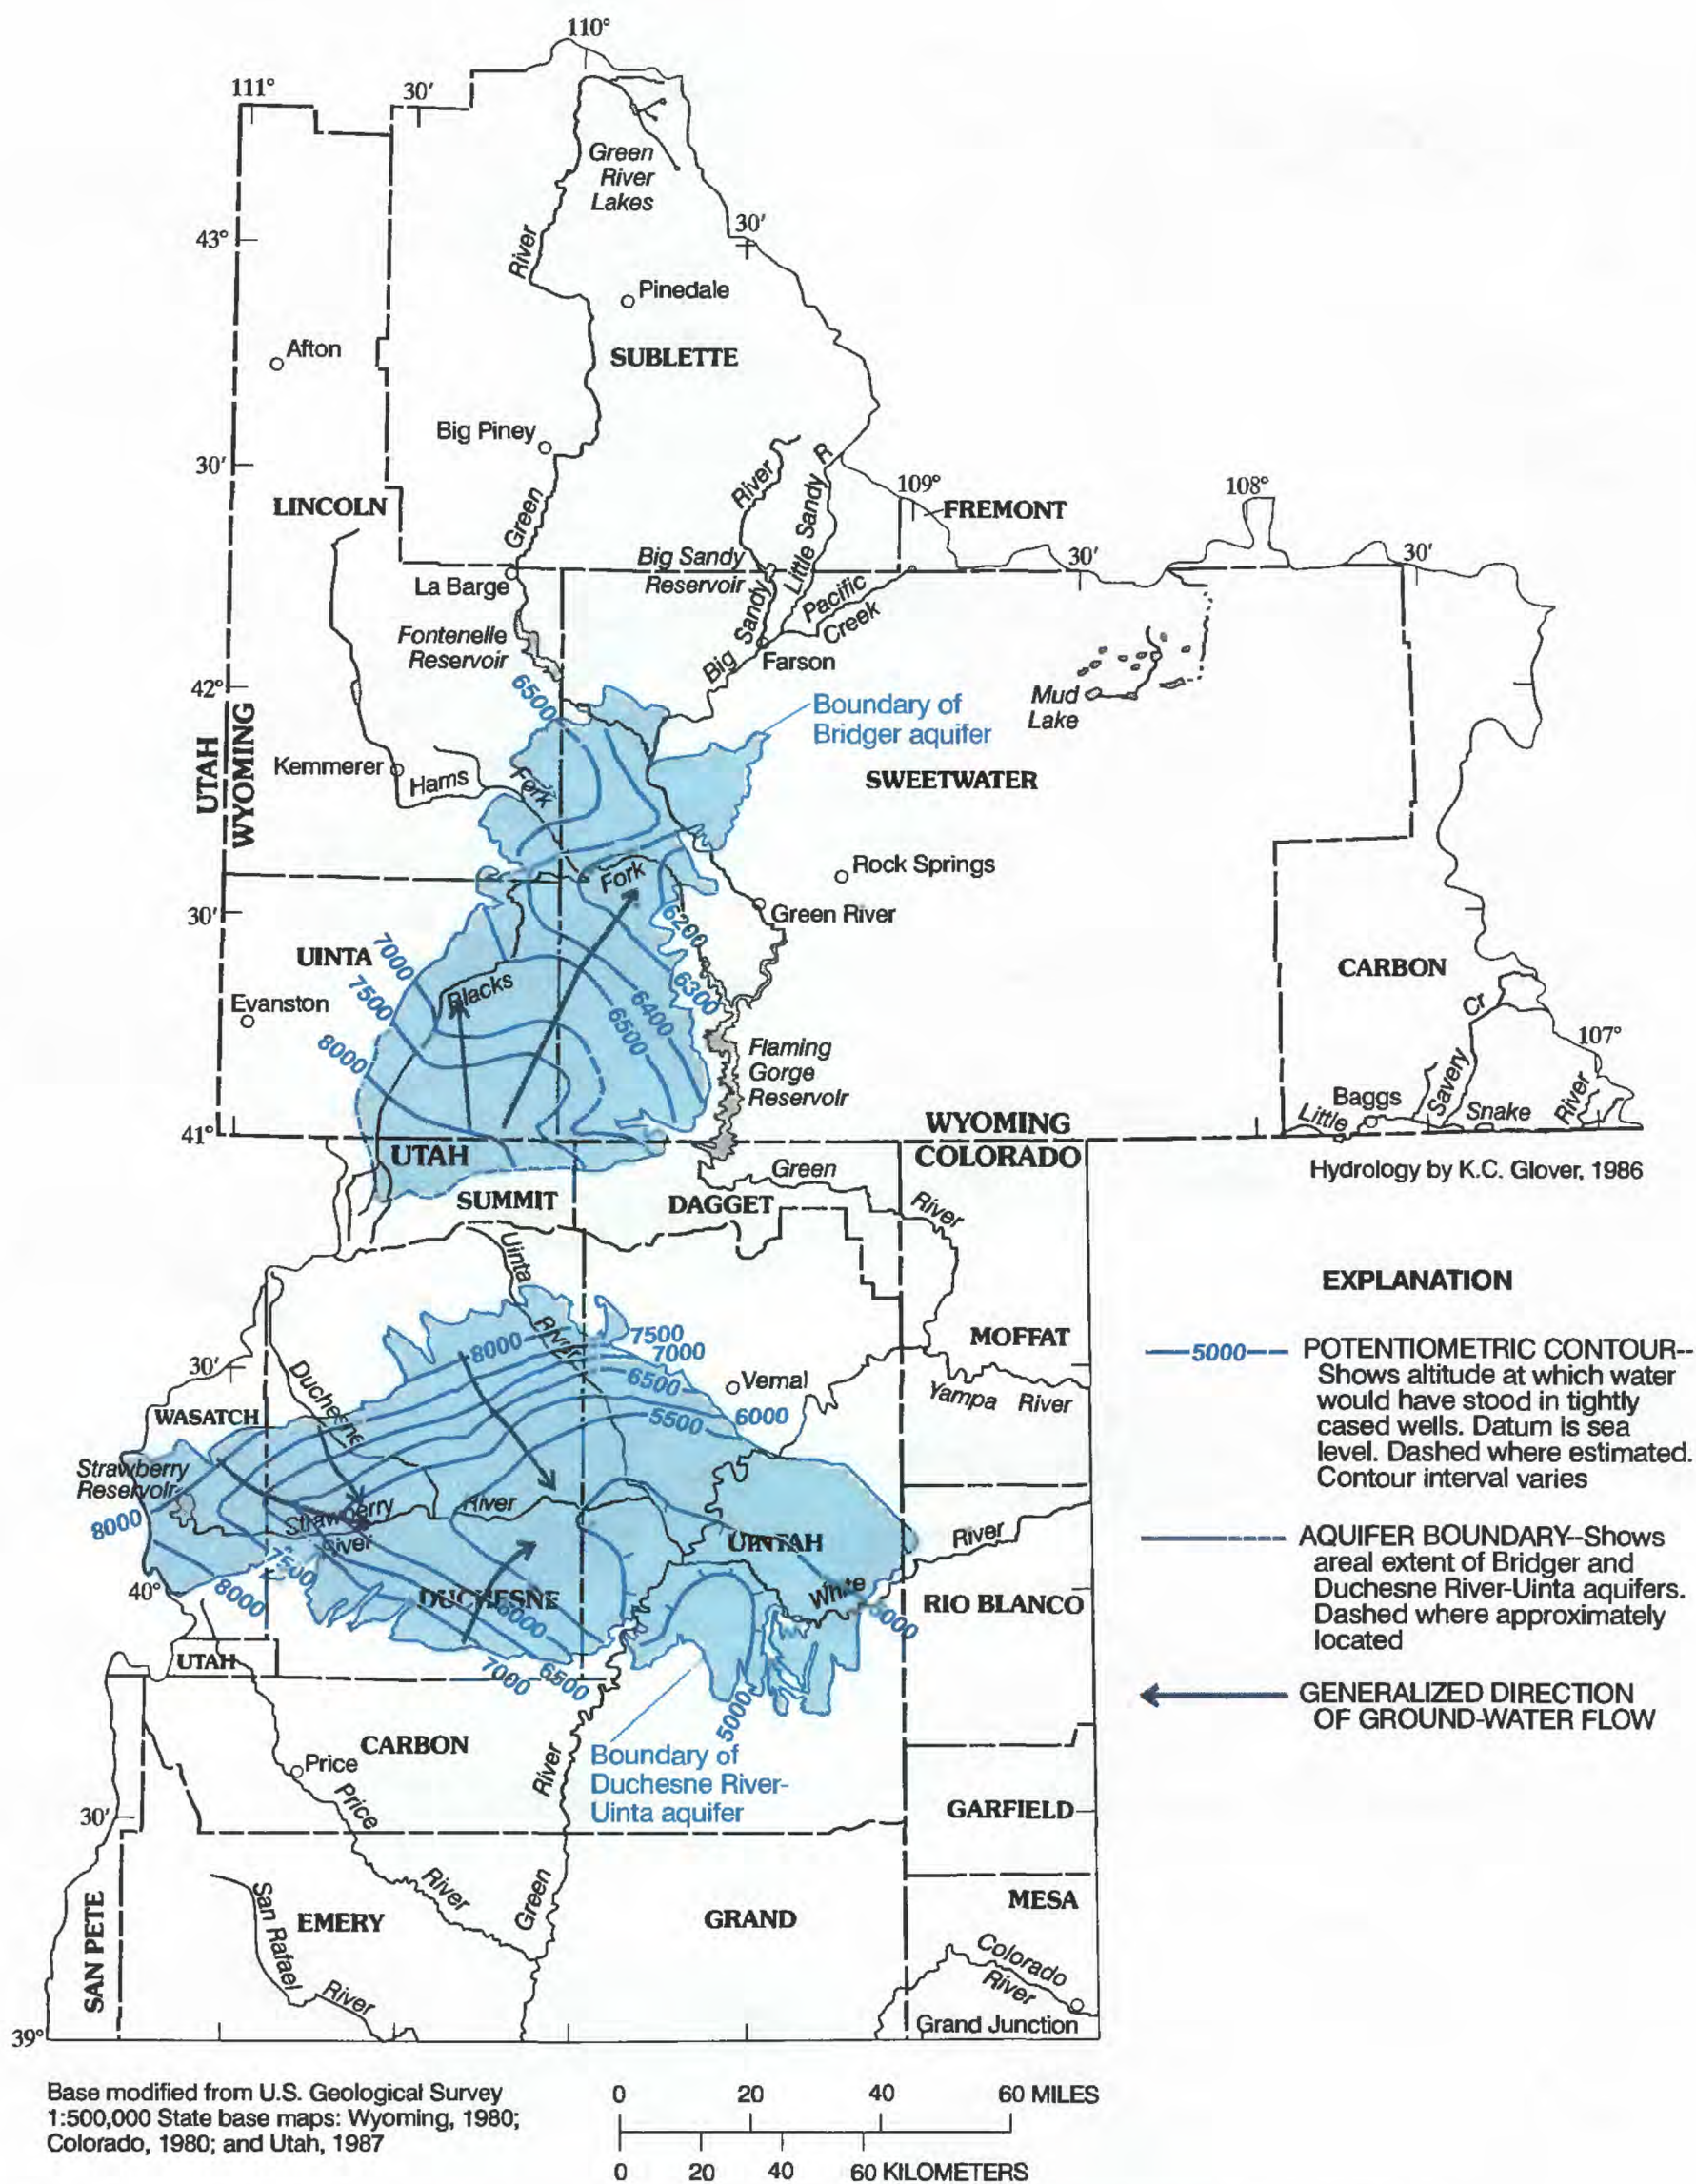 110°
111°
30'
Green
River
Lakes
30'
43°
River
Pinedale
Afton
SUBLETTE
Big Piney
30'
River
Little Sandy R
109°
108°
LINCOLN
Green
FREMONT
Big Sandy
Reservoir
30'
30'
La Barge
Pacific
Creek
Fontenelle
Reservoir
Big Sandy
Farson
42°
6500
Mud
Lake
Boundary of
Bridger aquifer
UTAH
WYOMING
Kemmerer
Hams
Fork
SWEETWATER
Fork
Rock Springs
30'
Green River
6200
UINTA
7000
CARBON
7500
Blacks
6300
Evanston
6400
6500
Cr
8000
Flaming
Gorge
Reservoir
107°
Baggs
Savery
41°
WYOMING
Little
Snake
River
UTAH
COLORADO
Green
Hydrology by K.C. Glover, 1986
SUMMIT
DAGGET
River
Uinta
EXPLANATION
River
8000
7500
7000
MOFFAT
5000
POTENTIOMETRIC CONTOUR--
Shows altitude at which water
would have stood in tightly
cased wells. Datum is sea
level. Dashed where estimated.
Contour interval varies
30'
Duchesne
6500
Vernal
Yampa River
WASATCH
5500
6000
Strawberry
Reservoir
8000
Strawberry
River
River
UINTAH
River
AQUIFER BOUNDARY--Shows
areal extent of Bridger and
Duchesne River-Uinta aquifers.
Dashed where approximately
located
7500
40°
8000
DUCHESNE
6000
White
5000
RIO BLANCO
UTAH
7000
6500
5000
GENERALIZED DIRECTION
OF GROUND-WATER FLOW
CARBON
Price
Price
River
Boundary of
Duchesne River-
Uinta aquifer
30'
GARFIELD
River
Green
MESA
SAN PETE
San Rafael
EMERY
GRAND
River
Colorado
River
Grand Junction
39°
Base modified from U.S. Geological Survey
1:500,000 State base maps: Wyoming, 1980;
Colorado, 1980; and Utah, 1987
0 20 40 60 MILES
0 20 40 60 KILOMETERS